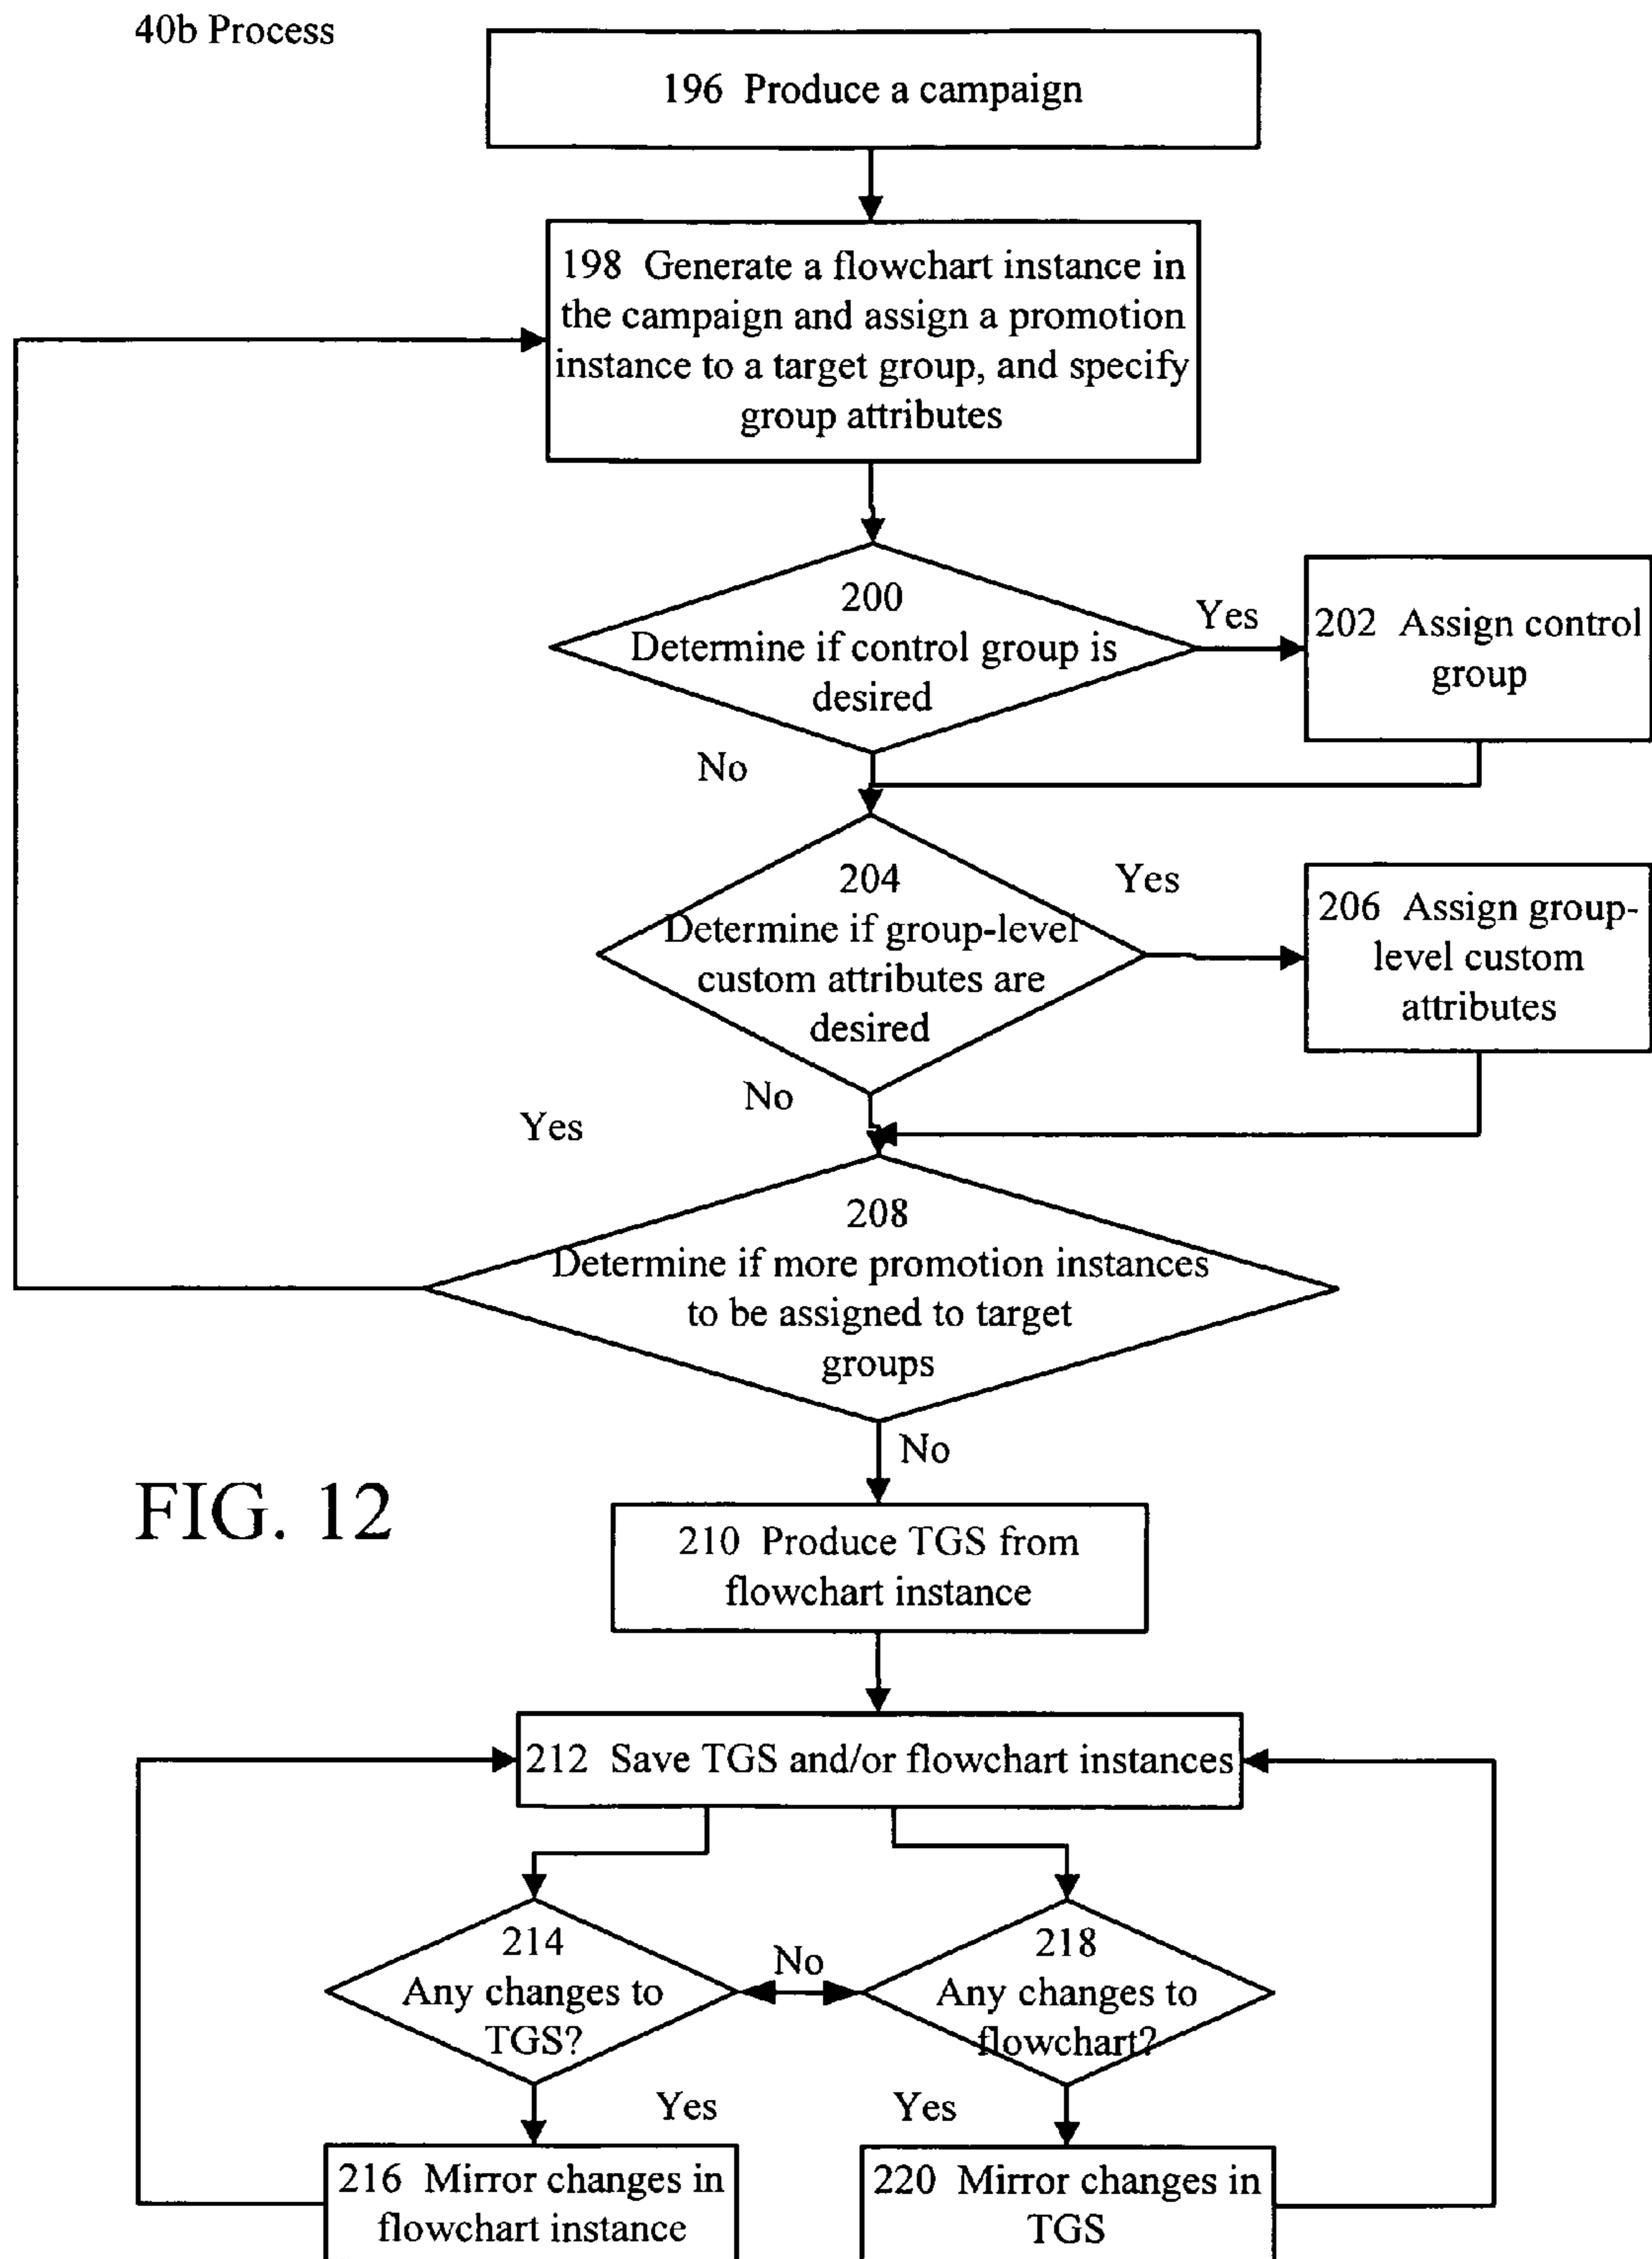 40b Process
196 Produce a campaign
198 Generate a flowchart instance in
the campaign and assign a promotion
instance to a target group, and specify
group attributes
200
Determine if control group is
desired
Yes
202 Assign control
group
No
204
Determine if group-level
custom attributes are
desired
Yes
206 Assign group-
level custom
attributes
No
Yes
208
Determine if more promotion instances
to be assigned to target
groups
No
FIG. 12
210 Produce TGS from
flowchart instance
212 Save TGS and/or flowchart instances
214
Any changes to
TGS?
No
218
Any changes to
flowchart?
Yes
Yes
216 Mirror changes in
flowchart instance
220 Mirror changes in
TGS